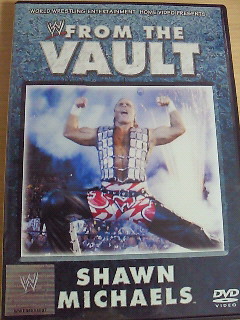 WORLD WRESTLING ENTERTAINMENT HOME VIDEO PRESENTS
W FROM THE
VAULT
W
SHAWN
MICHAELS
DVD
VIDEO